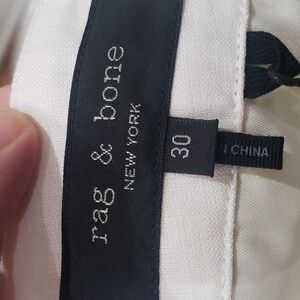 rag & bone
NEW YORK
30
N CHINA